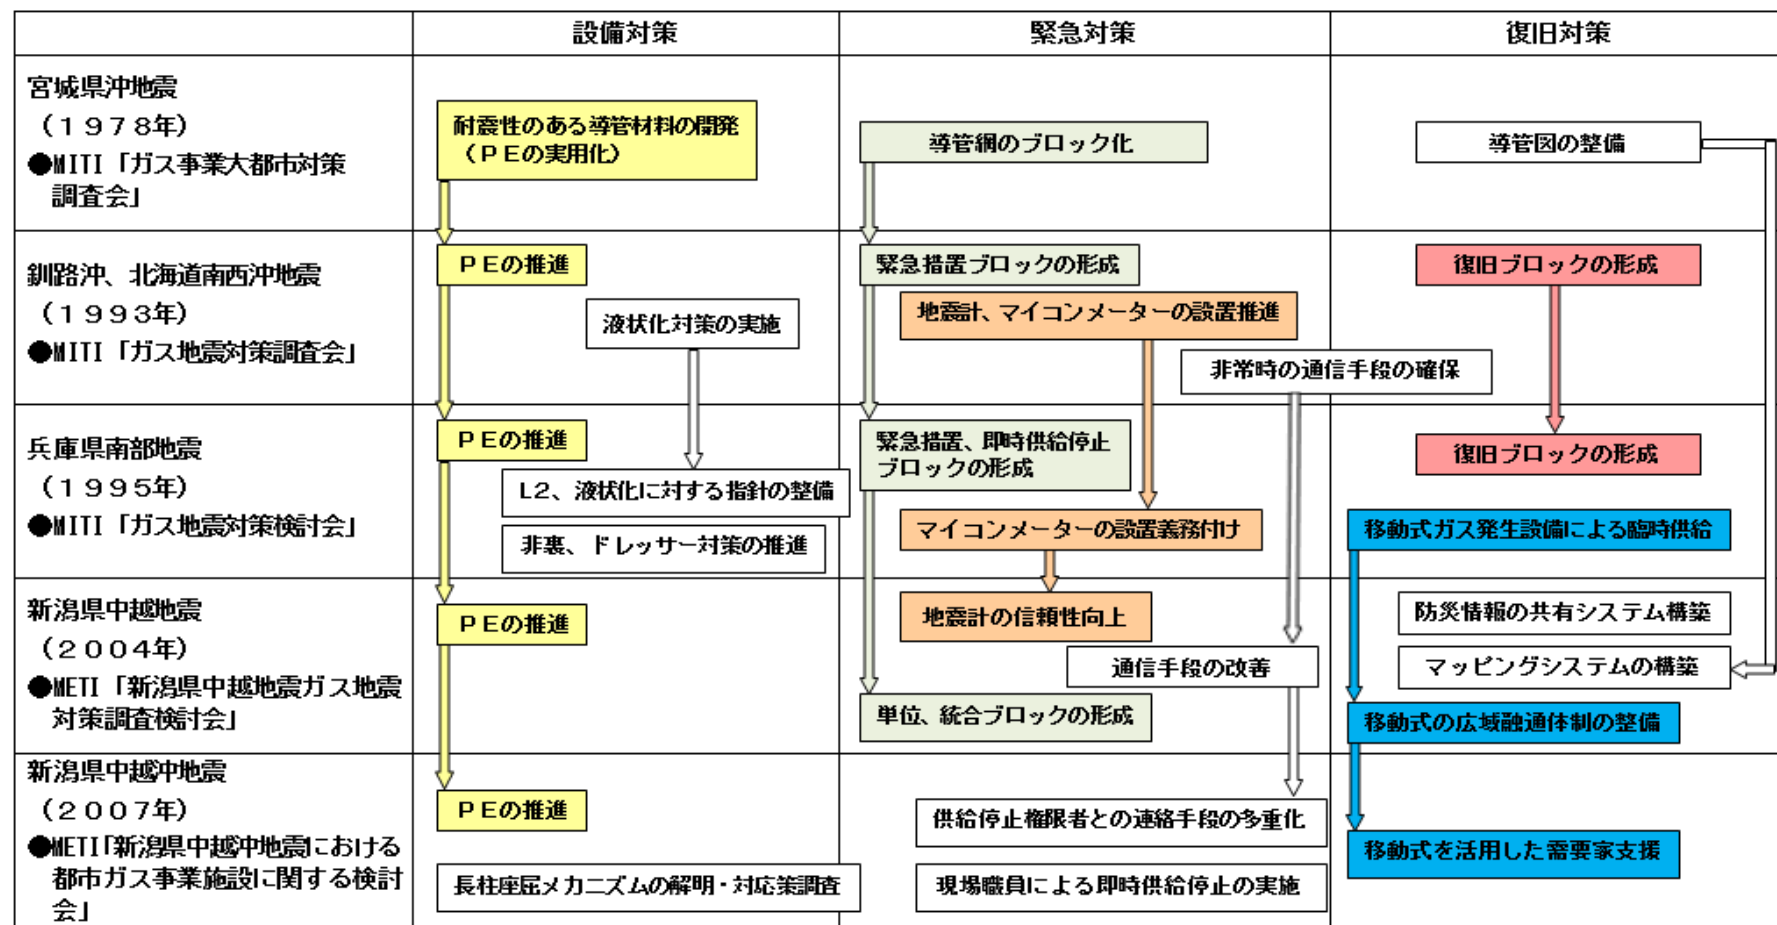 設備対策
緊急対策
復旧対策
宮城県沖地震
（１９７８年）
●MITI「ガス事業大都市対策
調査会」
耐震性のある導管材料の開発
（ＰＥの実用化）
導管網のブロック化
導管図の整備
釧路沖、北海道南西沖地震
（１９９３年）
●MITI「ガス地震対策調査会」
ＰＥの推進
液状化対策の実施
緊急措置ブロックの形成
地震計、マイコンメーターの設置推進
非常時の通信手段の確保
復旧ブロックの形成
兵庫県南部地震
（１９９５年）
●MITI「ガス地震対策検討会」
ＰＥの推進
L2、液状化に対する指針の整備
非裏、ドレッサー対策の推進
緊急措置、即時供給停止
ブロックの形成
マイコンメーターの設置義務付け
復旧ブロックの形成
移動式ガス発生設備による臨時供給
新潟県中越地震
（２００４年）
●METI「新潟県中越地震ガス地震
対策調査検討会」
ＰＥの推進
地震計の信頼性向上
通信手段の改善
単位、統合ブロックの形成
防災情報の共有システム構築
マッピングシステムの構築
移動式の広域融通体制の整備
新潟県中越沖地震
（２００７年）
●METI「新潟県中越沖地震における
都市ガス事業施設に関する検討
会」
ＰＥの推進
長柱座屈メカニズムの解明・対応策調査
供給停止権限者との連絡手段の多重化
現場職員による即時供給停止の実施
移動式を活用した需要家支援